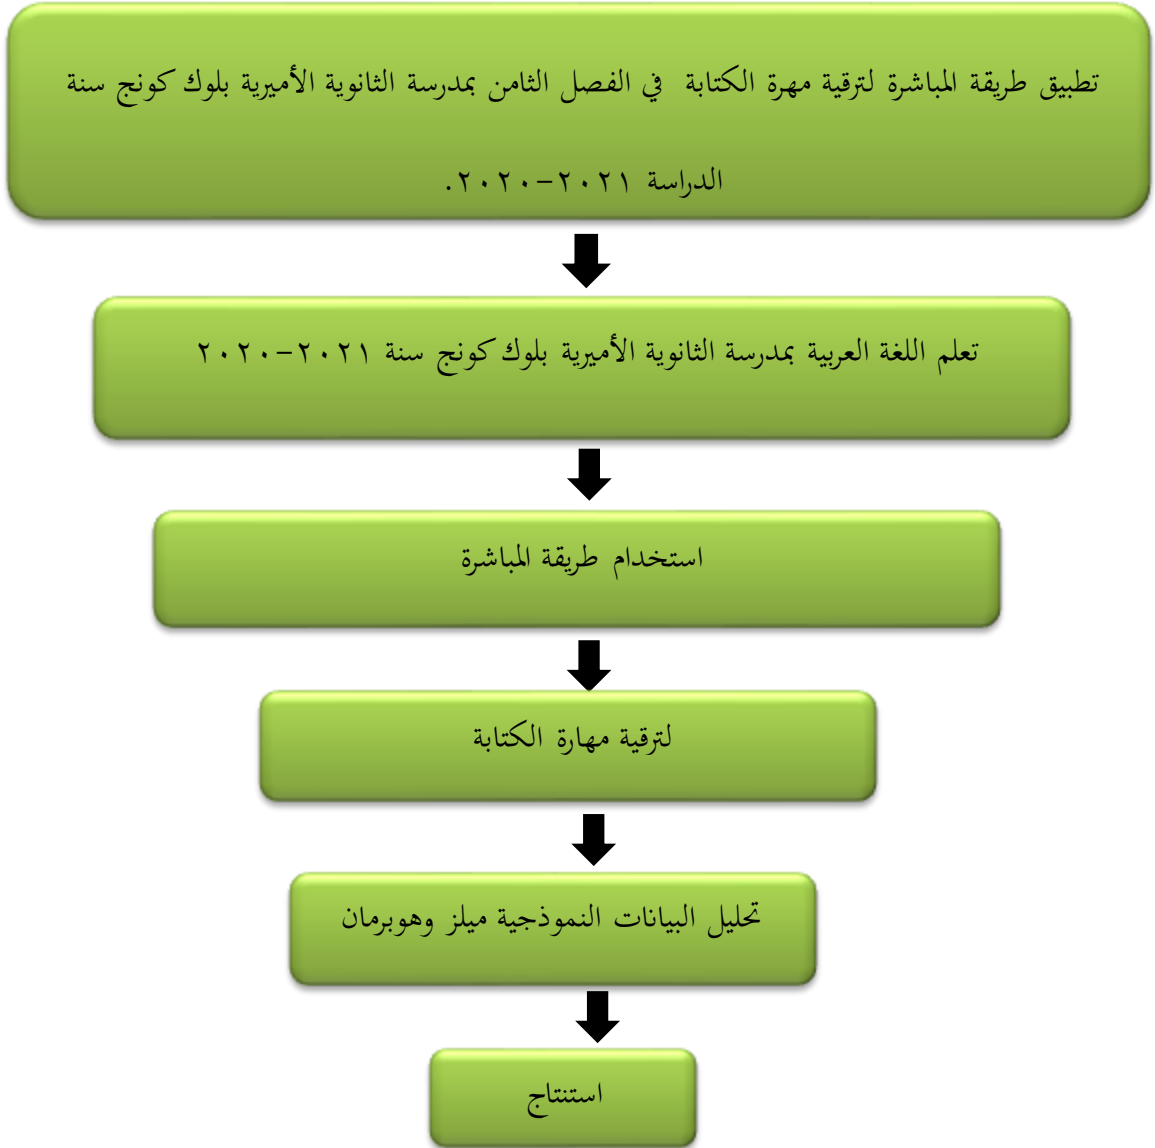 تطبيق طريقة المباشرة لترقية مهرة الكتابة في الفصل الثامن بمدرسة الثانوية الأميرية بلوك كونج سنة
الدراسة ٢٠٢٠-٢٠٢١.
تعلم اللغة العربية بمدرسة الثانوية الأميرية بلوك كونج سنة ٢٠٢٠-٢٠٢١
استخدام طريقة المباشرة
لترقية مهارة الكتابة
تحليل البيانات النموذجية ميلز وهوبرمان
استنتاج